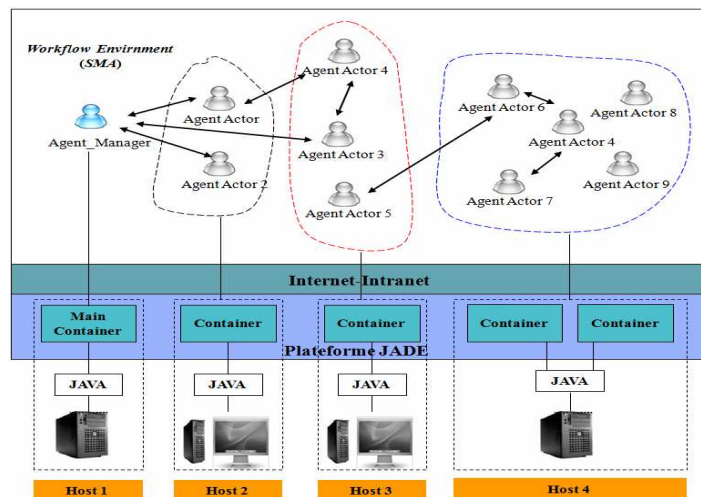 Workflow Envirnment
(SMA)
Agent_Manager
Agent Actor
Agent Actor 2
Agent Actor 4
Agent Actor 3
Agent Actor 5
Agent Actor 6
Agent Actor 8
Agent Actor 4
Agent Actor 7
Agent Actor 9
Internet-Intranet
Main
Container
Container
Container
Container
Container
Plateforme JADE
JAVA
JAVA
JAVA
JAVA
Host 1
Host 2
Host 3
Host 4